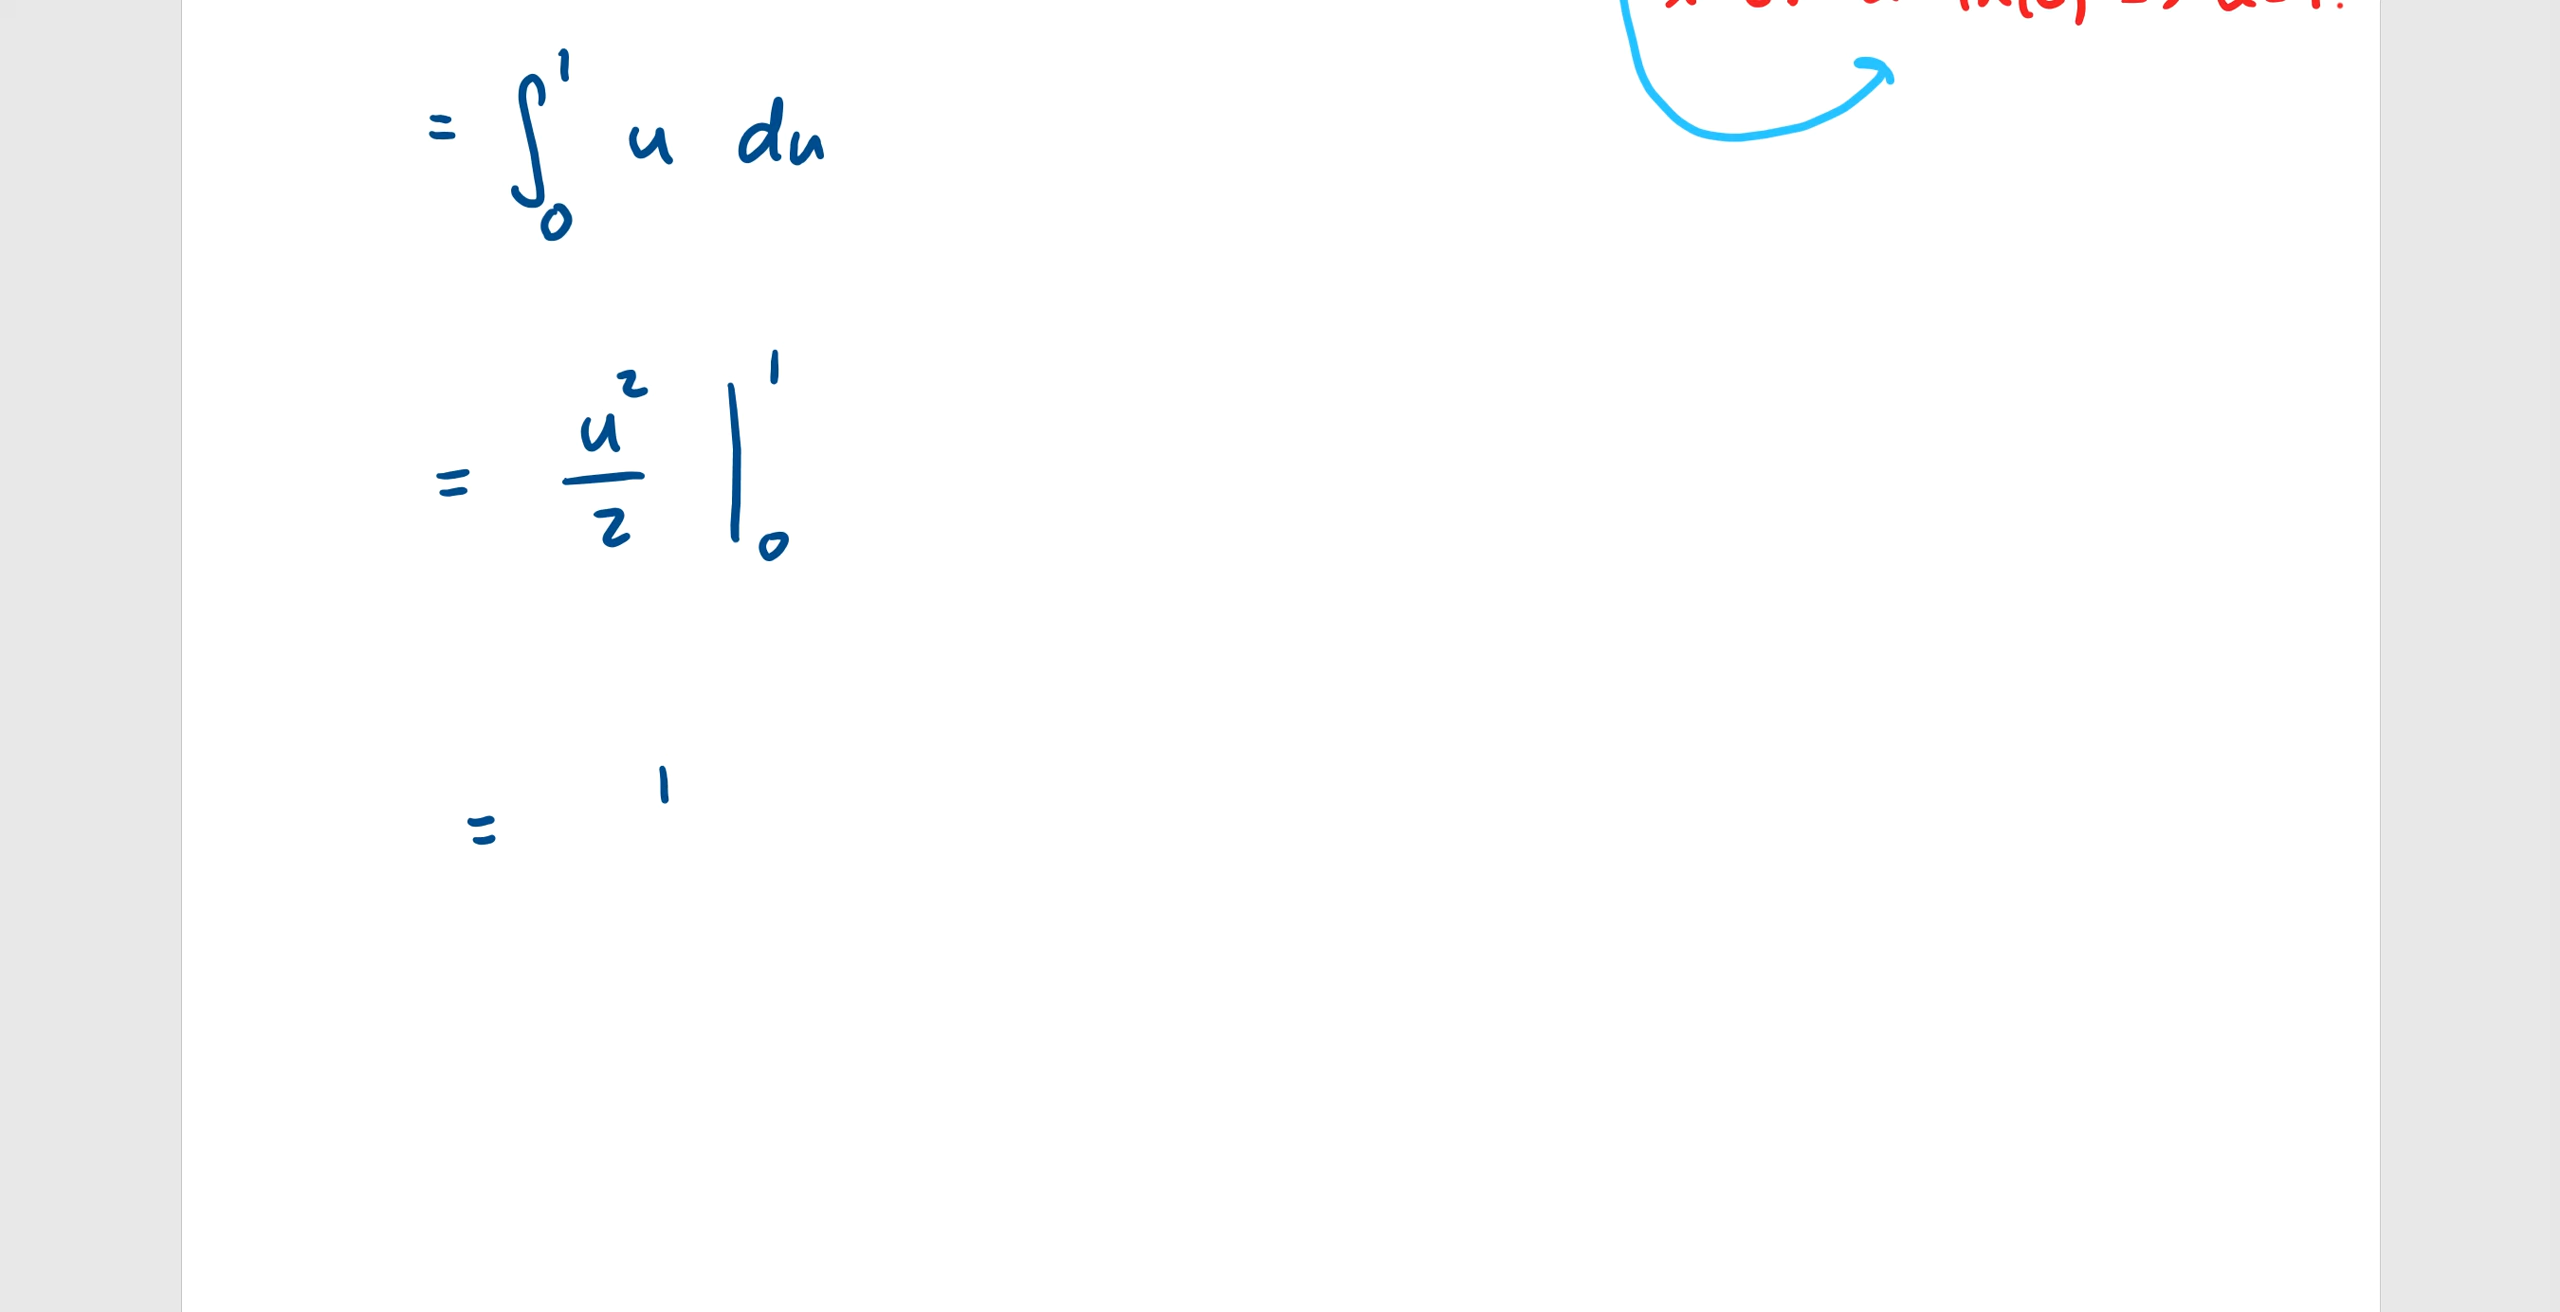 = ∫₀¹ u du
= u²/2 |₀¹
= 1